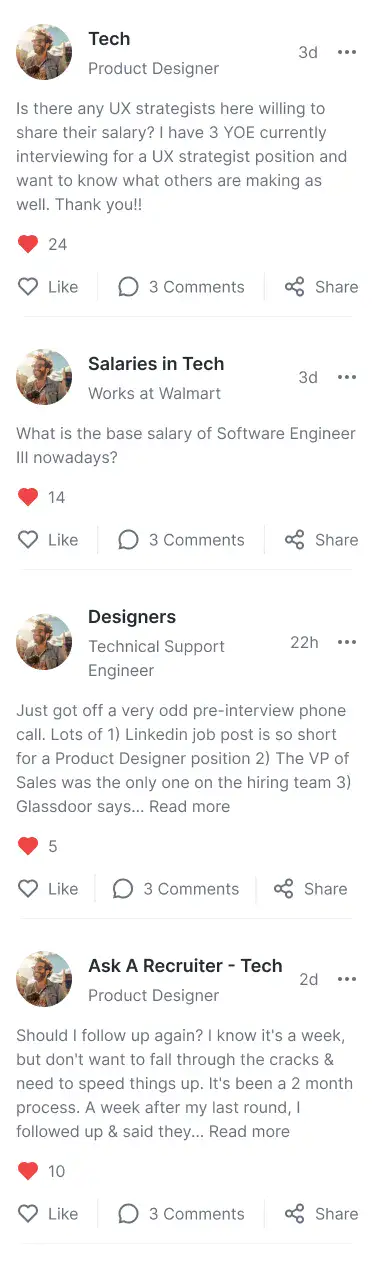 Tech
3d
Product Designer
Is there any UX strategists here willing to
share their salary? I have 3 YOE currently
interviewing for a UX strategist position and
want to know what others are making as
well. Thank you!!
24
Like 3 Comments Share
Salaries in Tech
3d
Works at Walmart
What is the base salary of Software Engineer
III nowadays?
14
Like 3 Comments Share
Designers
22h
Technical Support
Engineer
Just got off a very odd pre-interview phone
call. Lots of 1) Linkedin job post is so short
for a Product Designer position 2) The VP of
Sales was the only one on the hiring team 3)
Glassdoor says... Read more
5
Like 3 Comments Share
Ask A Recruiter - Tech
2d
Product Designer
Should I follow up again? I know it's a week,
but don't want to fall through the cracks &
need to speed things up. It's been a 2 month
process. A week after my last round, I
followed up & said they... Read more
10
Like 3 Comments Share